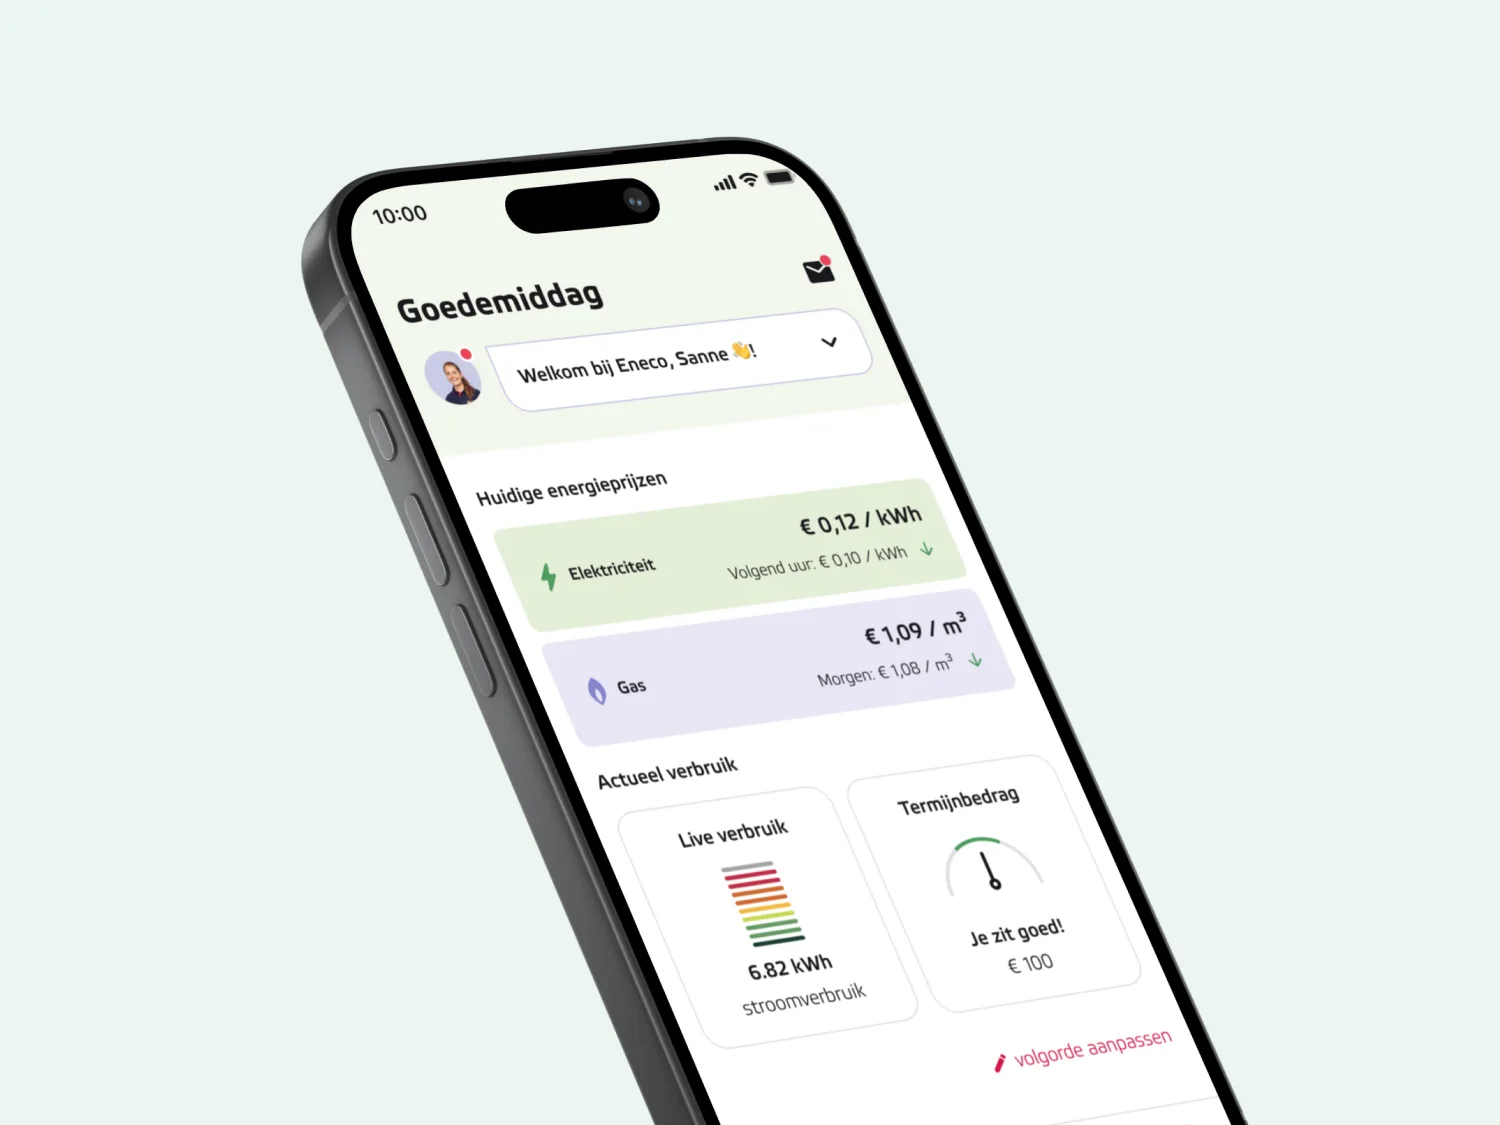 10:00
Goedemiddag
Welkom bij Eneco, Sanne 👋!
Huidige energieprijzen
Elektriciteit
€ 0,12 / kWh
Volgend uur: € 0,10 / kWh
Gas
€ 1,09 / m³
Morgen: € 1,08 / m³
Actueel verbruik
Live verbruik
6.82 kWh
stroomverbruik
Termijnbedrag
Je zit goed!
€ 100
volgorde aanpassen